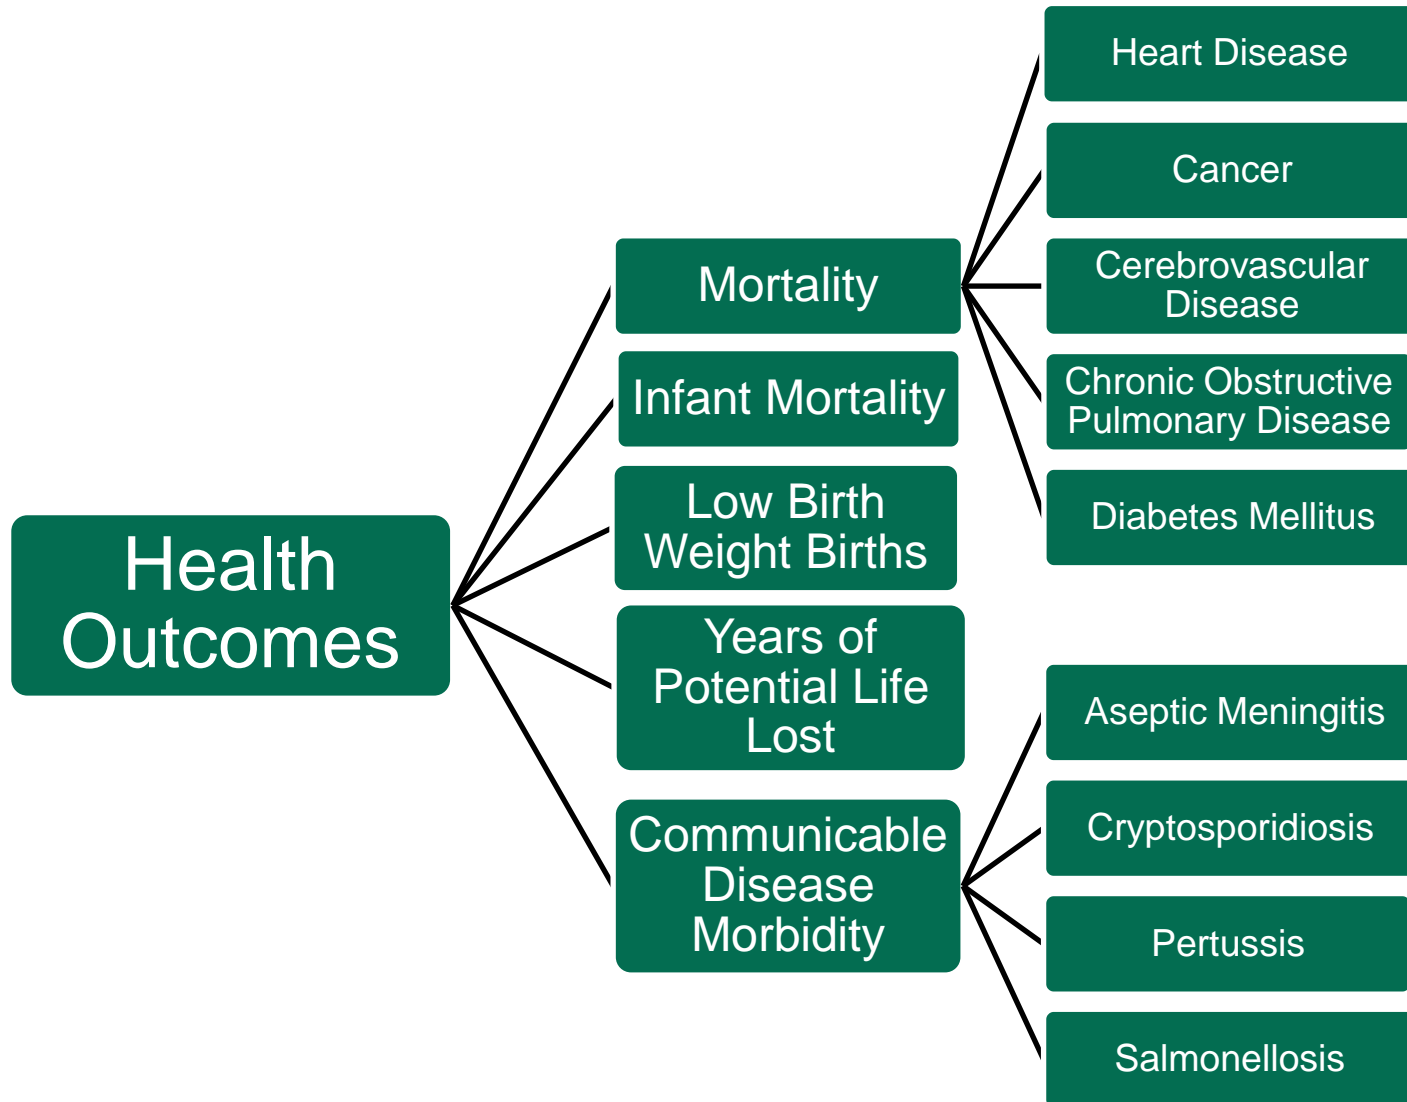 Health
Outcomes
Mortality
Infant Mortality
Low Birth
Weight Births
Years of
Potential Life
Lost
Communicable
Disease
Morbidity
Heart Disease
Cancer
Cerebrovascular
Disease
Chronic Obstructive
Pulmonary Disease
Diabetes Mellitus
Aseptic Meningitis
Cryptosporidiosis
Pertussis
Salmonellosis